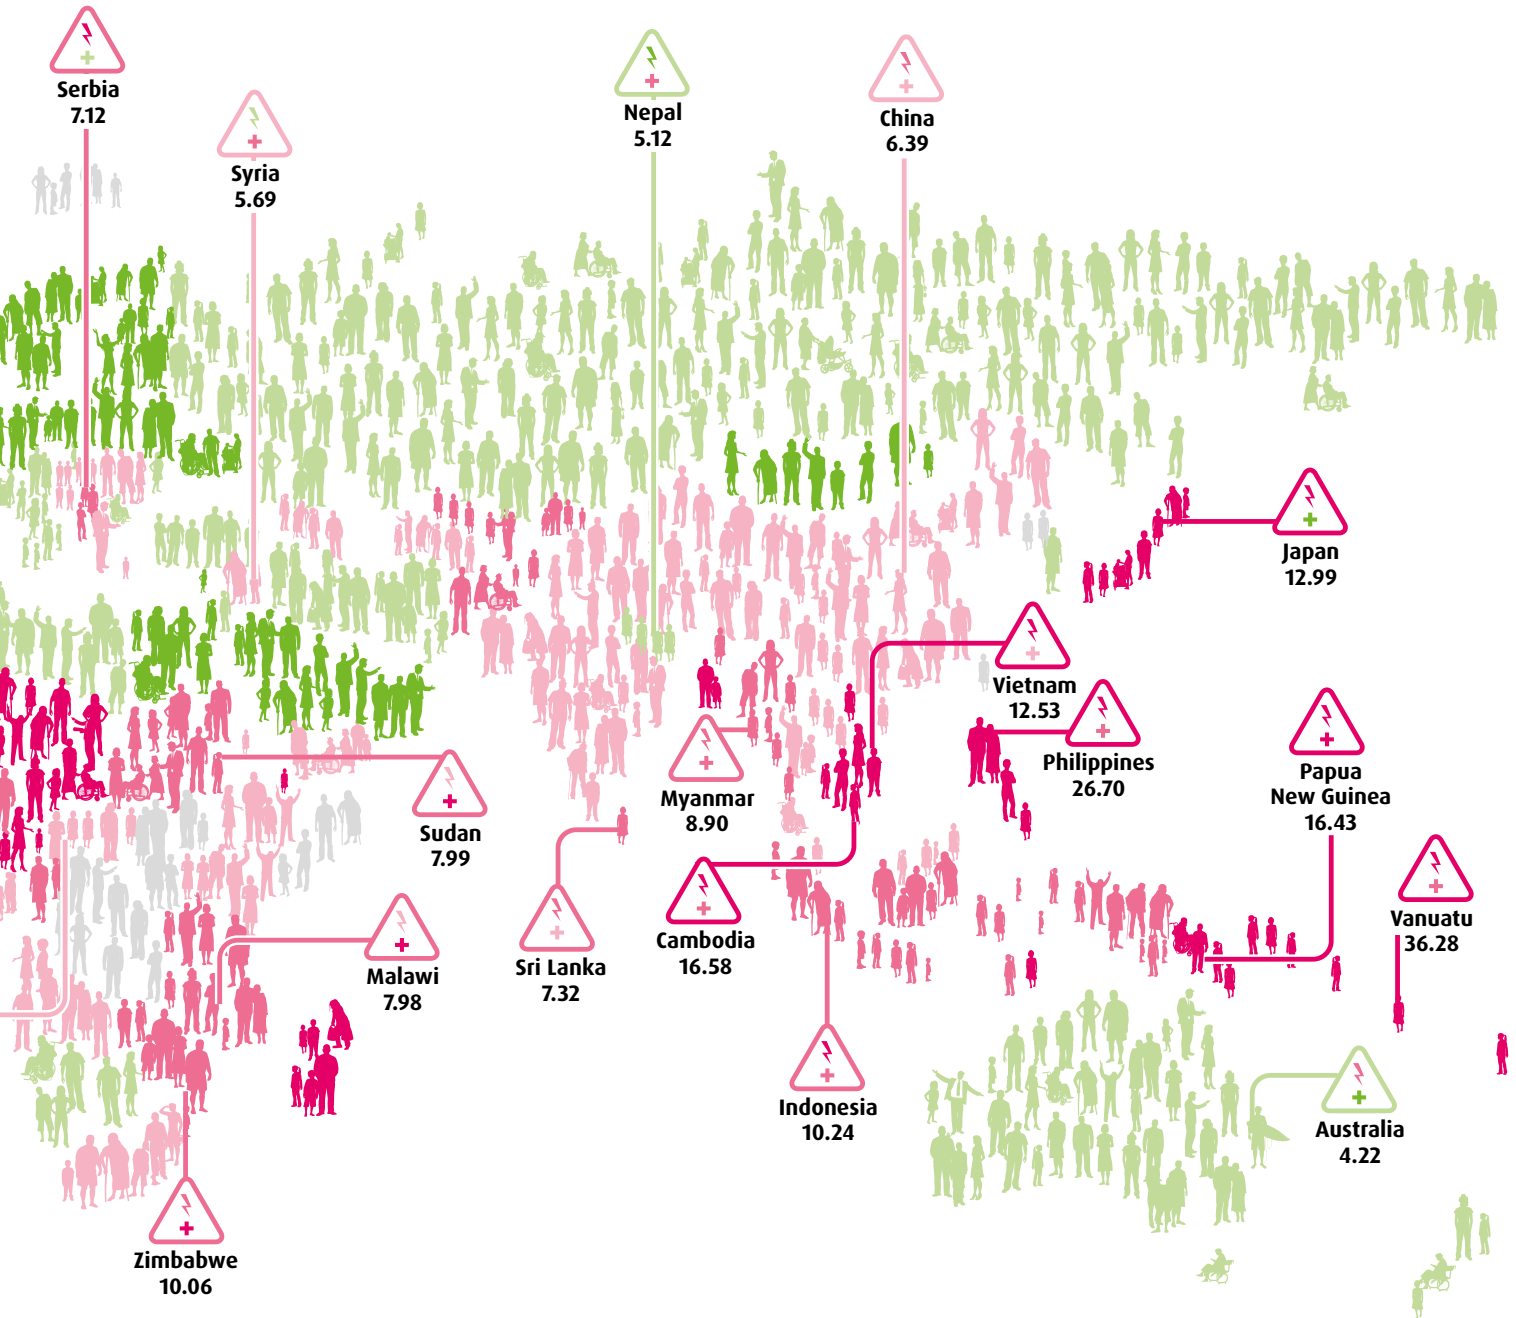 Serbia
7.12
Syria
5.69
Nepal
5.12
China
6.39
Japan
12.99
Vietnam
12.53
Philippines
26.70
Papua
New Guinea
16.43
Myanmar
8.90
Sudan
7.99
Vanuatu
36.28
Cambodia
16.58
Sri Lanka
7.32
Malawi
7.98
Indonesia
10.24
Australia
4.22
Zimbabwe
10.06